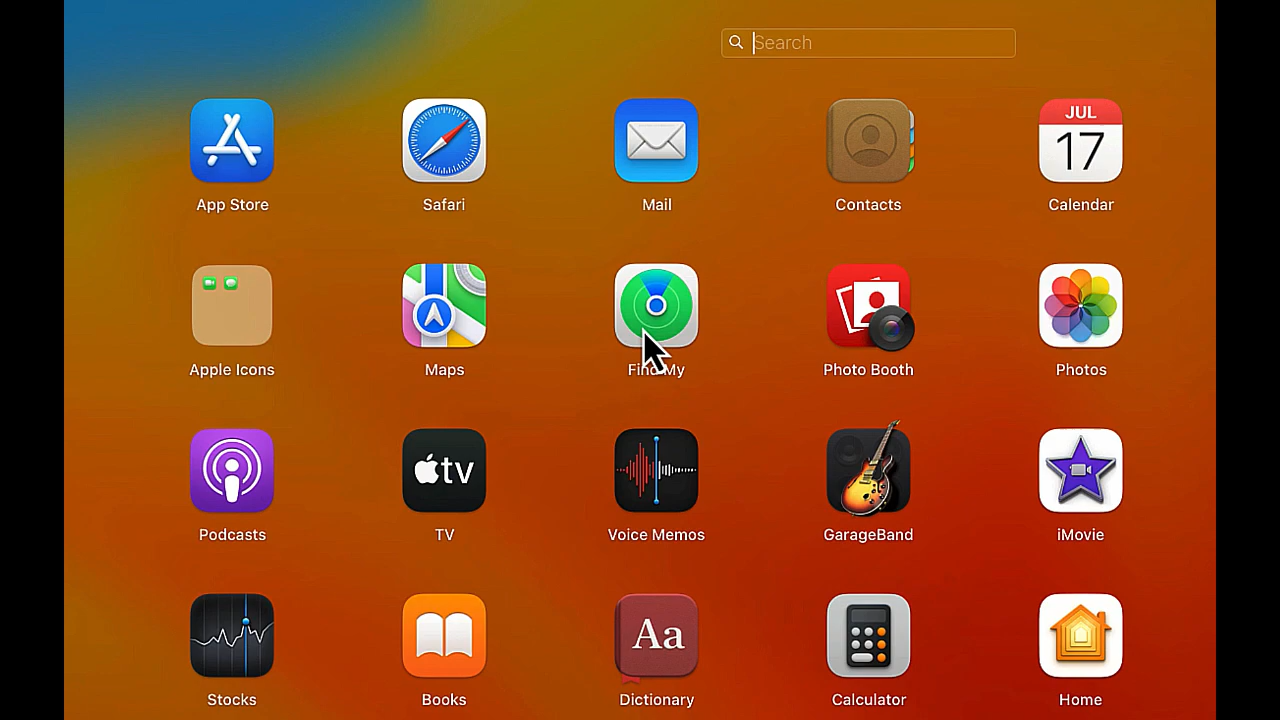 Search
JUL
17
App Store
Safari
Mail
Contacts
Calendar
Apple Icons
Maps
Find My
Photo Booth
Photos
tv
Podcasts
TV
Voice Memos
GarageBand
iMovie
Aa
Stocks
Books
Dictionary
Calculator
Home